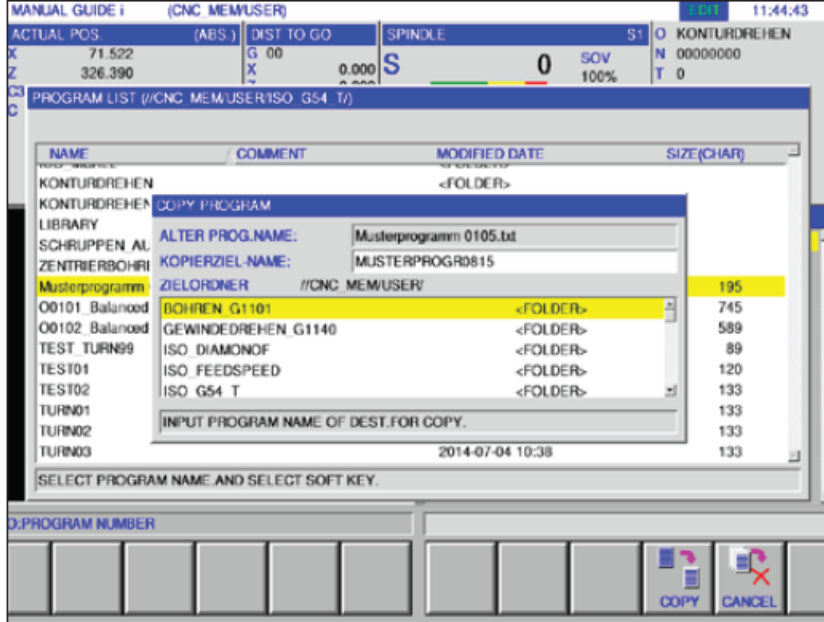 MANUAL GUIDE i (CNC_MEM/USER) EDIT 11:44:43
ACTUAL POS. (ABS.) DIST TO GO SPINDLE S1 O KONTURDREHEN
X 71.522 G 00 N 00000000
Z 326.390 X 0.000 S 0 SOV 100% T 0
C3
C
PROGRAM LIST (//CNC_MEM/USER/ISO_G54_T/)
NAME COMMENT MODIFIED DATE SIZE(CHAR)
KONTURDREHEN <FOLDER>
KONTURDREHEN
LIBRARY
SCHRUPPEN_AU
ZENTRIERBOHRI
Musterprogramm 195
O0101_Balanced 745
O0102_Balanced 589
TEST_TURN99 89
TEST01 120
TEST02 133
TURN01 133
TURN02 133
TURN03 2014-07-04 10:38 133
COPY PROGRAM
ALTER PROG.NAME: Musterprogramm 0105.txt
KOPIERZIEL-NAME: MUSTERPROGR0815
ZIELORDNER //CNC_MEM/USER/
BOHREN_G1101 <FOLDER>
GEWINDEDREHEN_G1140 <FOLDER>
ISO_DIAMONOF <FOLDER>
ISO_FEEDSPEED <FOLDER>
ISO_G54_T <FOLDER>
INPUT PROGRAM NAME OF DEST.FOR COPY.
SELECT PROGRAM NAME.AND SELECT SOFT KEY.
O:PROGRAM NUMBER
COPY CANCEL